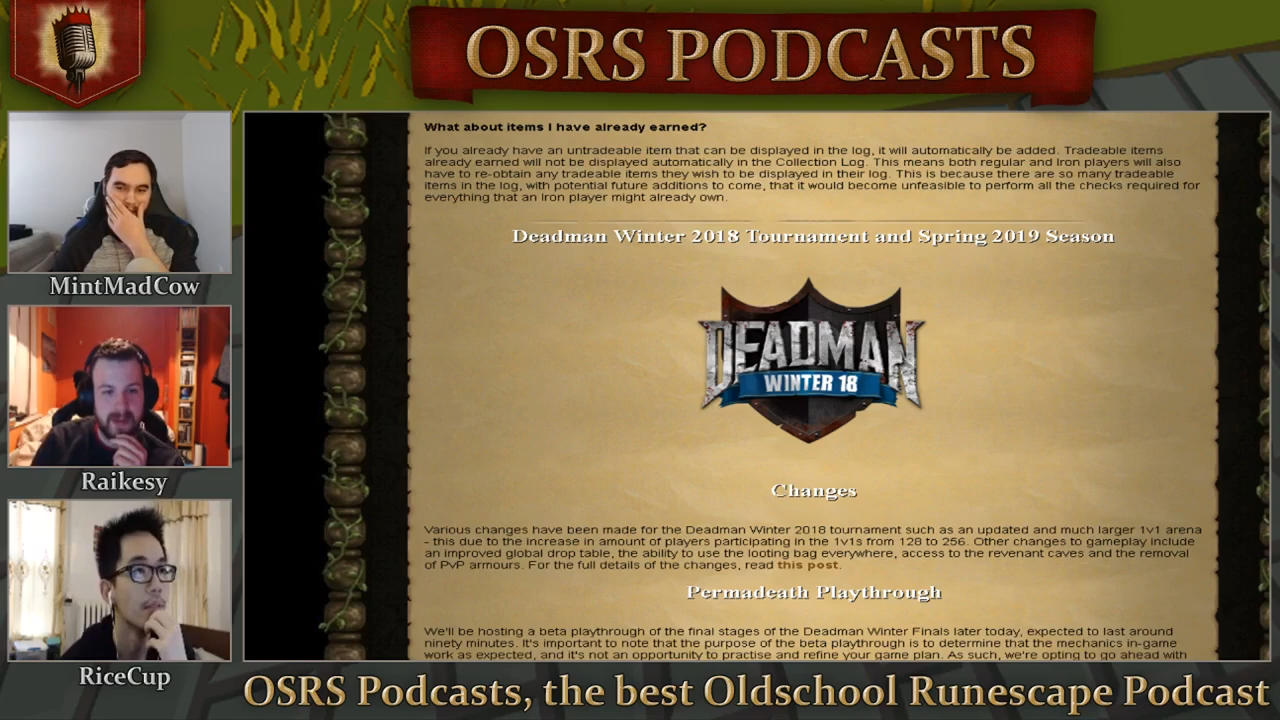 OSRS PODCASTS
MintMadCow
Raikesy
RiceCup
What about items I have already earned?
If you already have an untradeable item that can be displayed in the log, it will automatically be added. Tradeable items
already earned will not be displayed automatically in the Collection Log. This means both regular and Iron players will also
have to re-obtain any tradeable items they wish to be displayed in their log. This is because there are so many tradeable
items in the log, with potential future additions to come, that it would become unfeasible to perform all the checks required for
everything that an Iron player might already own.
Deadman Winter 2018 Tournament and Spring 2019 Season
DEADMAN
WINTER 18
Changes
Various changes have been made for the Deadman Winter 2018 tournament such as an updated and much larger 1v1 arena
- this due to the increase in amount of players participating in the 1v1s from 128 to 256. Other changes to gameplay include
an improved global drop table, the ability to use the looting bag everywhere, access to the revenant caves and the removal
of PvP armours. For the full details of the changes, read this post.
Permadeath Playthrough
We'll be hosting a beta playthrough of the final stages of the Deadman Winter Finals later today, expected to last around
ninety minutes. It's important to note that the purpose of the beta playthrough is to determine that the mechanics in-game
work as expected, and it's not an opportunity to practise and refine your game plan. As such, we're opting to go ahead with
OSRS Podcasts, the best Oldschool Runescape Podcast